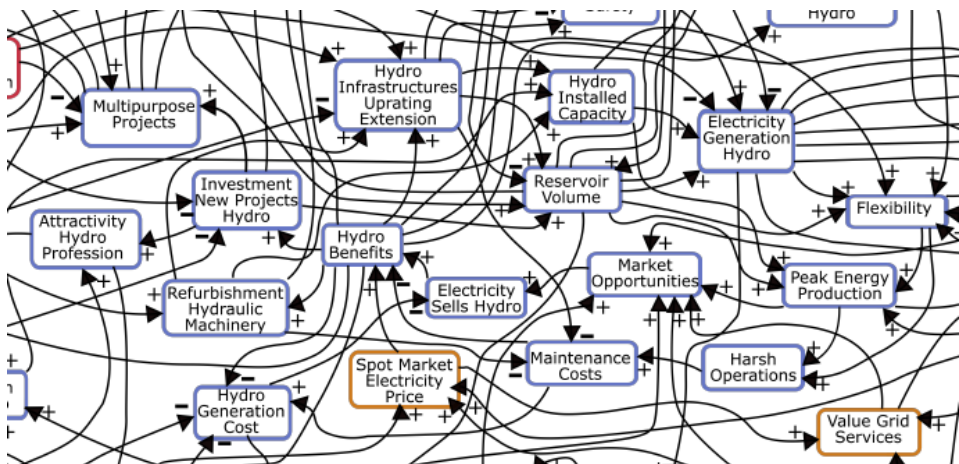 Hydro
Hydro
Infrastructures
Uprating
Extension
Hydro
Installed
Capacity
Multipurpose
Projects
Electricity
Generation
Hydro
Investment
New Projects
Hydro
Reservoir
Volume
Flexibility
Attractivity
Hydro
Profession
Hydro
Benefits
Market
Opportunities
Peak Energy
Production
Refurbishment
Hydraulic
Machinery
Electricity
Sells Hydro
Spot Market
Electricity
Price
Maintenance
Costs
Harsh
Operations
Hydro
Generation
Cost
Value Grid
Services